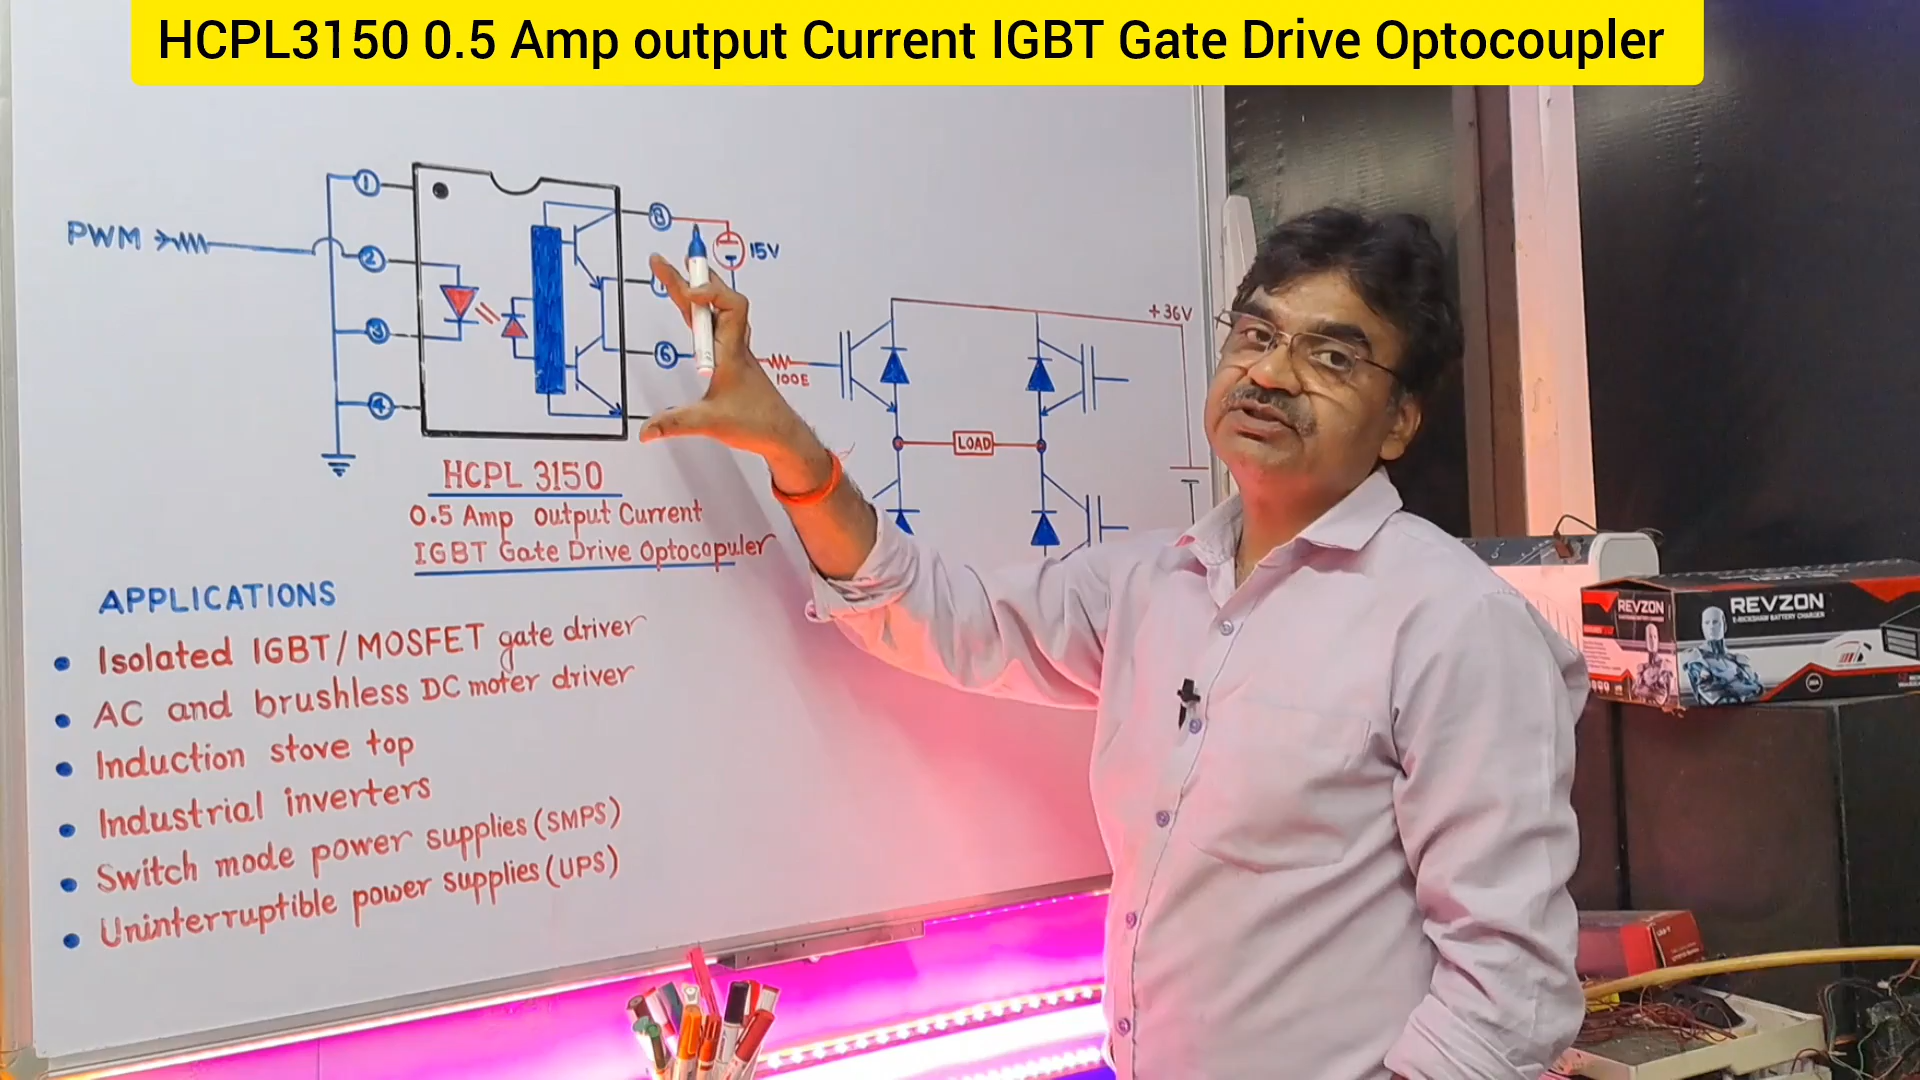 HCPL3150 0.5 Amp output Current IGBT Gate Drive Optocoupler
1
8
PWM
2
15V
3
6
4
100E
+36V
LOAD
HCPL 3150
0.5 Amp output Current
IGBT Gate Drive Optocopuler
APPLICATIONS
Isolated IGBT/MOSFET gate driver
AC and brushless DC moter driver
Induction stove top
Industrial inverters
Switch mode power supplies (SMPS)
Uninterruptible power supplies (UPS)
REVZON
REVZON
E-RICKSHAW BATTERY CHARGER